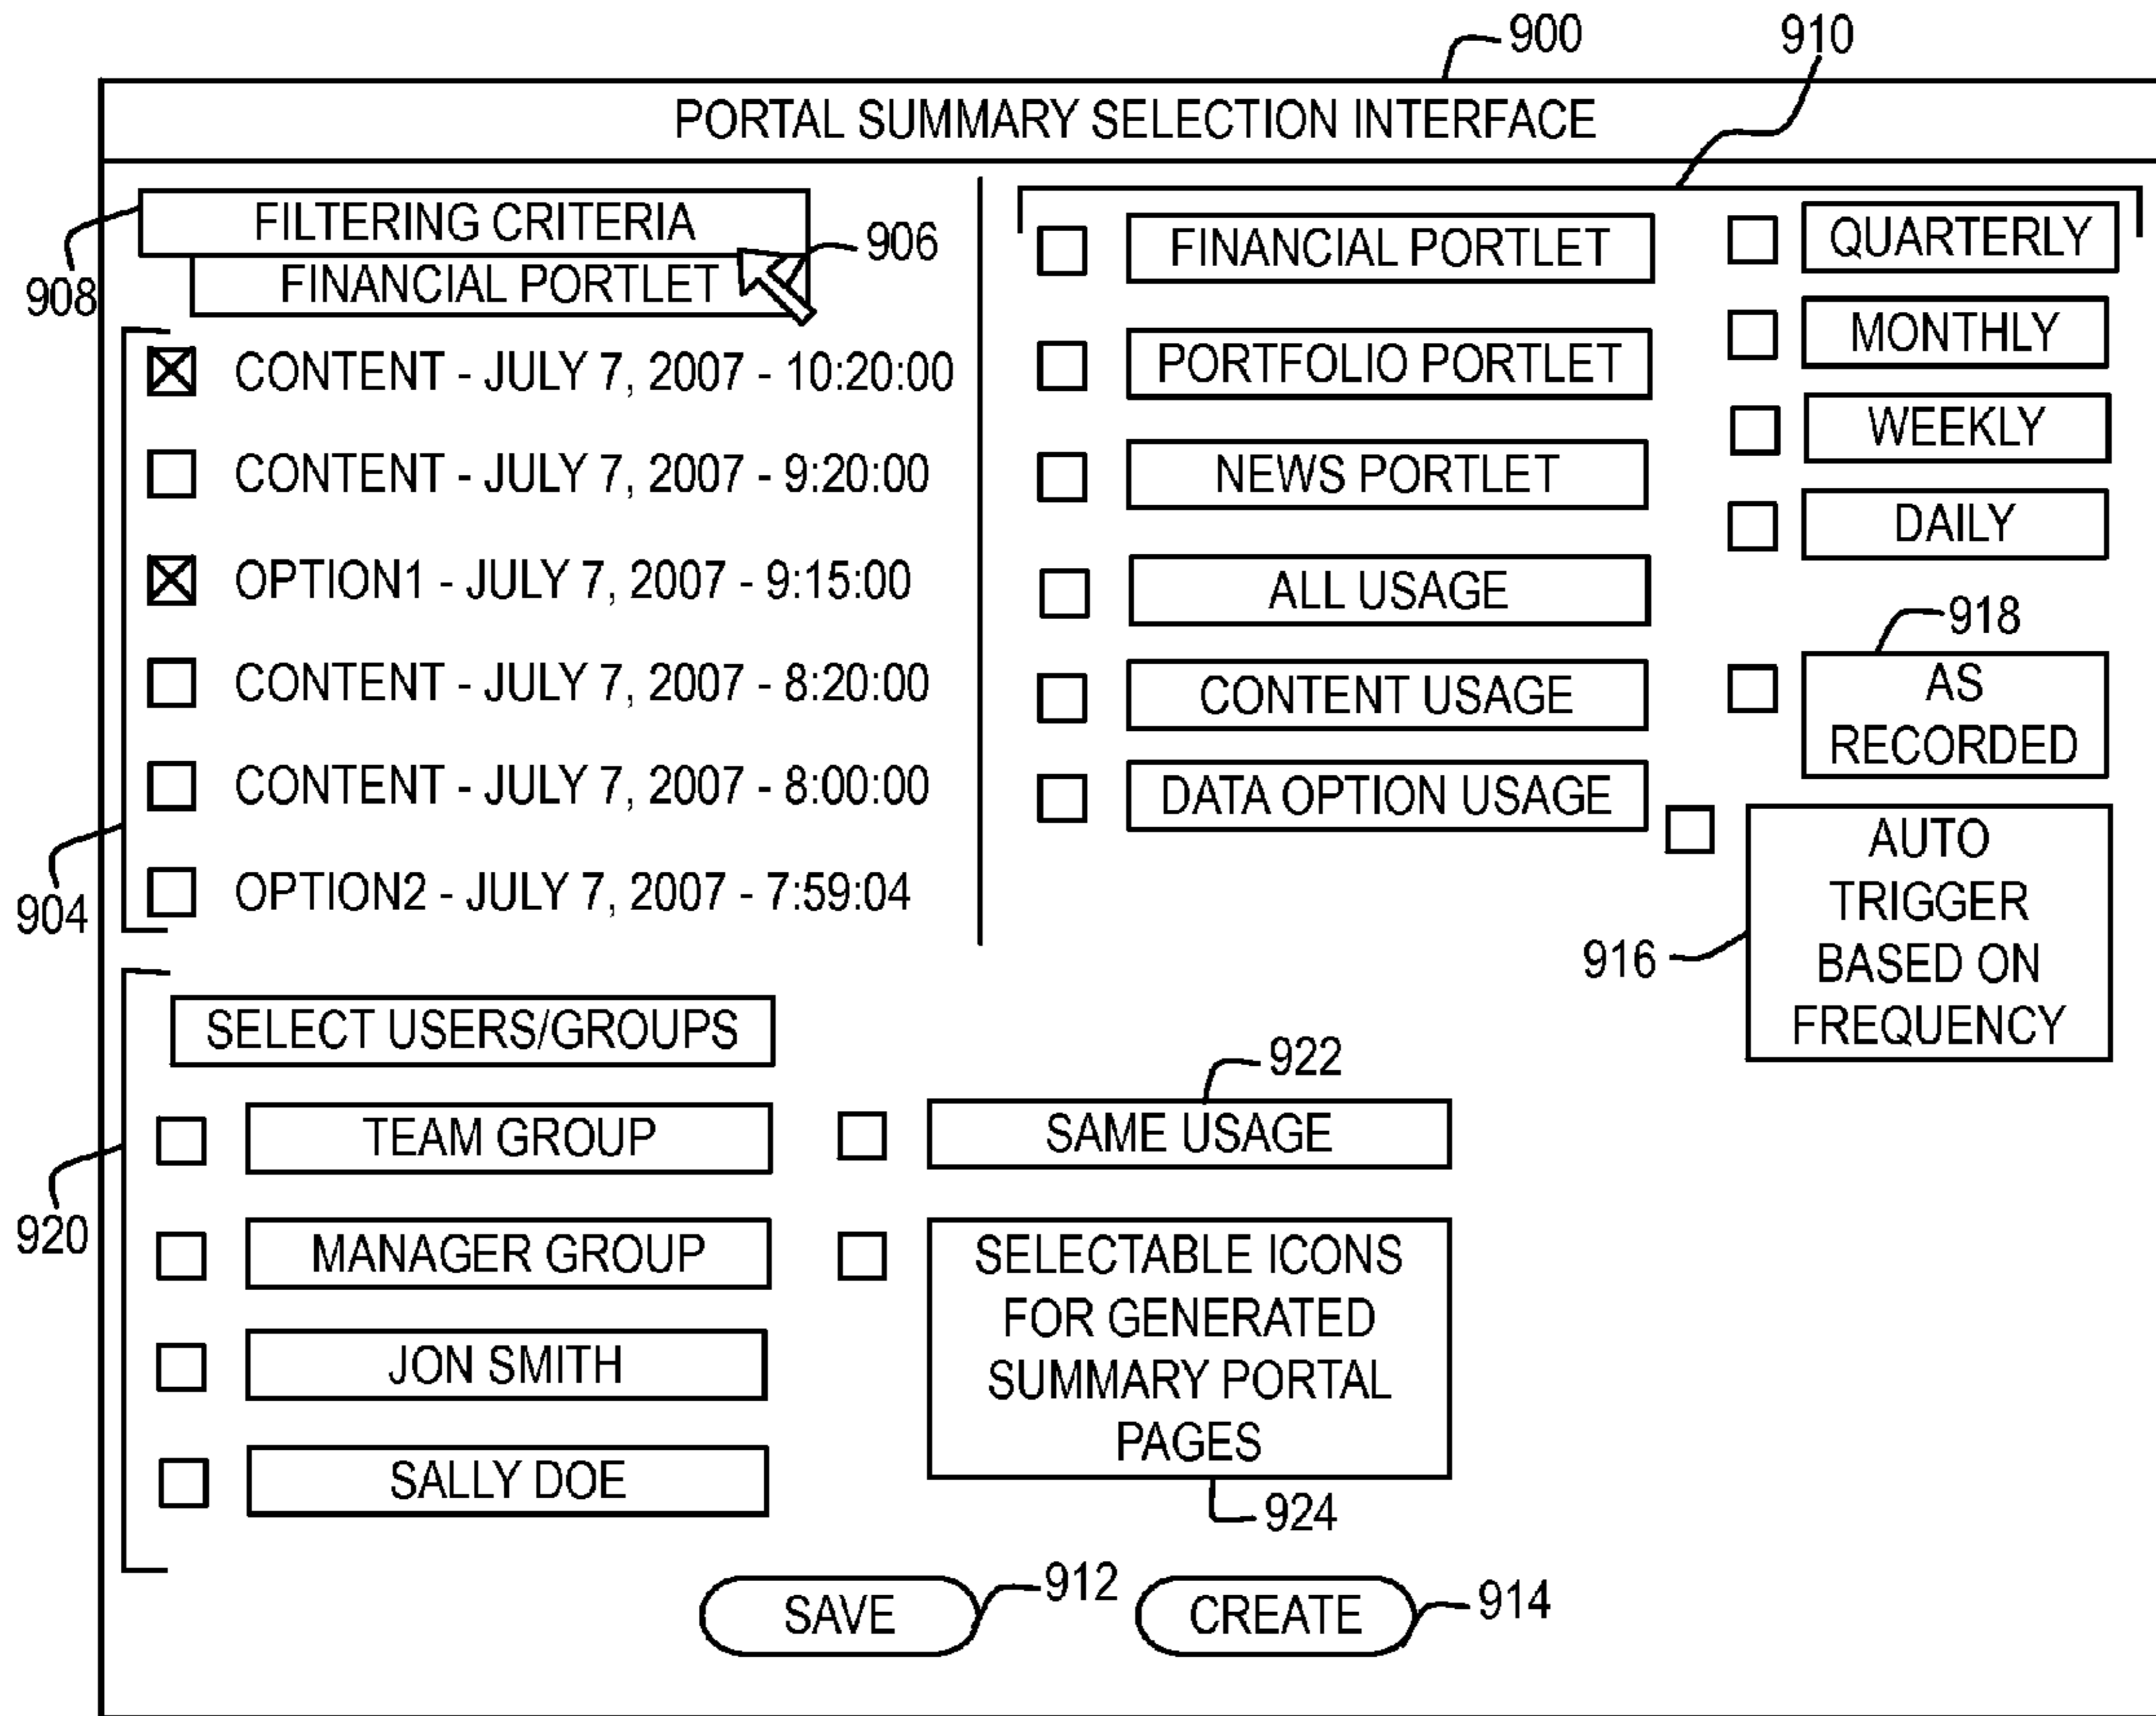 900
910
PORTAL SUMMARY SELECTION INTERFACE
FILTERING CRITERIA
906
FINANCIAL PORTLET
908
CONTENT - JULY 7, 2007 - 10:20:00
CONTENT - JULY 7, 2007 - 9:20:00
OPTION1 - JULY 7, 2007 - 9:15:00
CONTENT - JULY 7, 2007 - 8:20:00
CONTENT - JULY 7, 2007 - 8:00:00
OPTION2 - JULY 7, 2007 - 7:59:04
904
FINANCIAL PORTLET
PORTFOLIO PORTLET
NEWS PORTLET
ALL USAGE
CONTENT USAGE
DATA OPTION USAGE
QUARTERLY
MONTHLY
WEEKLY
DAILY
918
AS
RECORDED
AUTO
TRIGGER
BASED ON
FREQUENCY
916
SELECT USERS/GROUPS
TEAM GROUP
MANAGER GROUP
JON SMITH
SALLY DOE
920
922
SAME USAGE
SELECTABLE ICONS
FOR GENERATED
SUMMARY PORTAL
PAGES
924
SAVE
912
CREATE
914